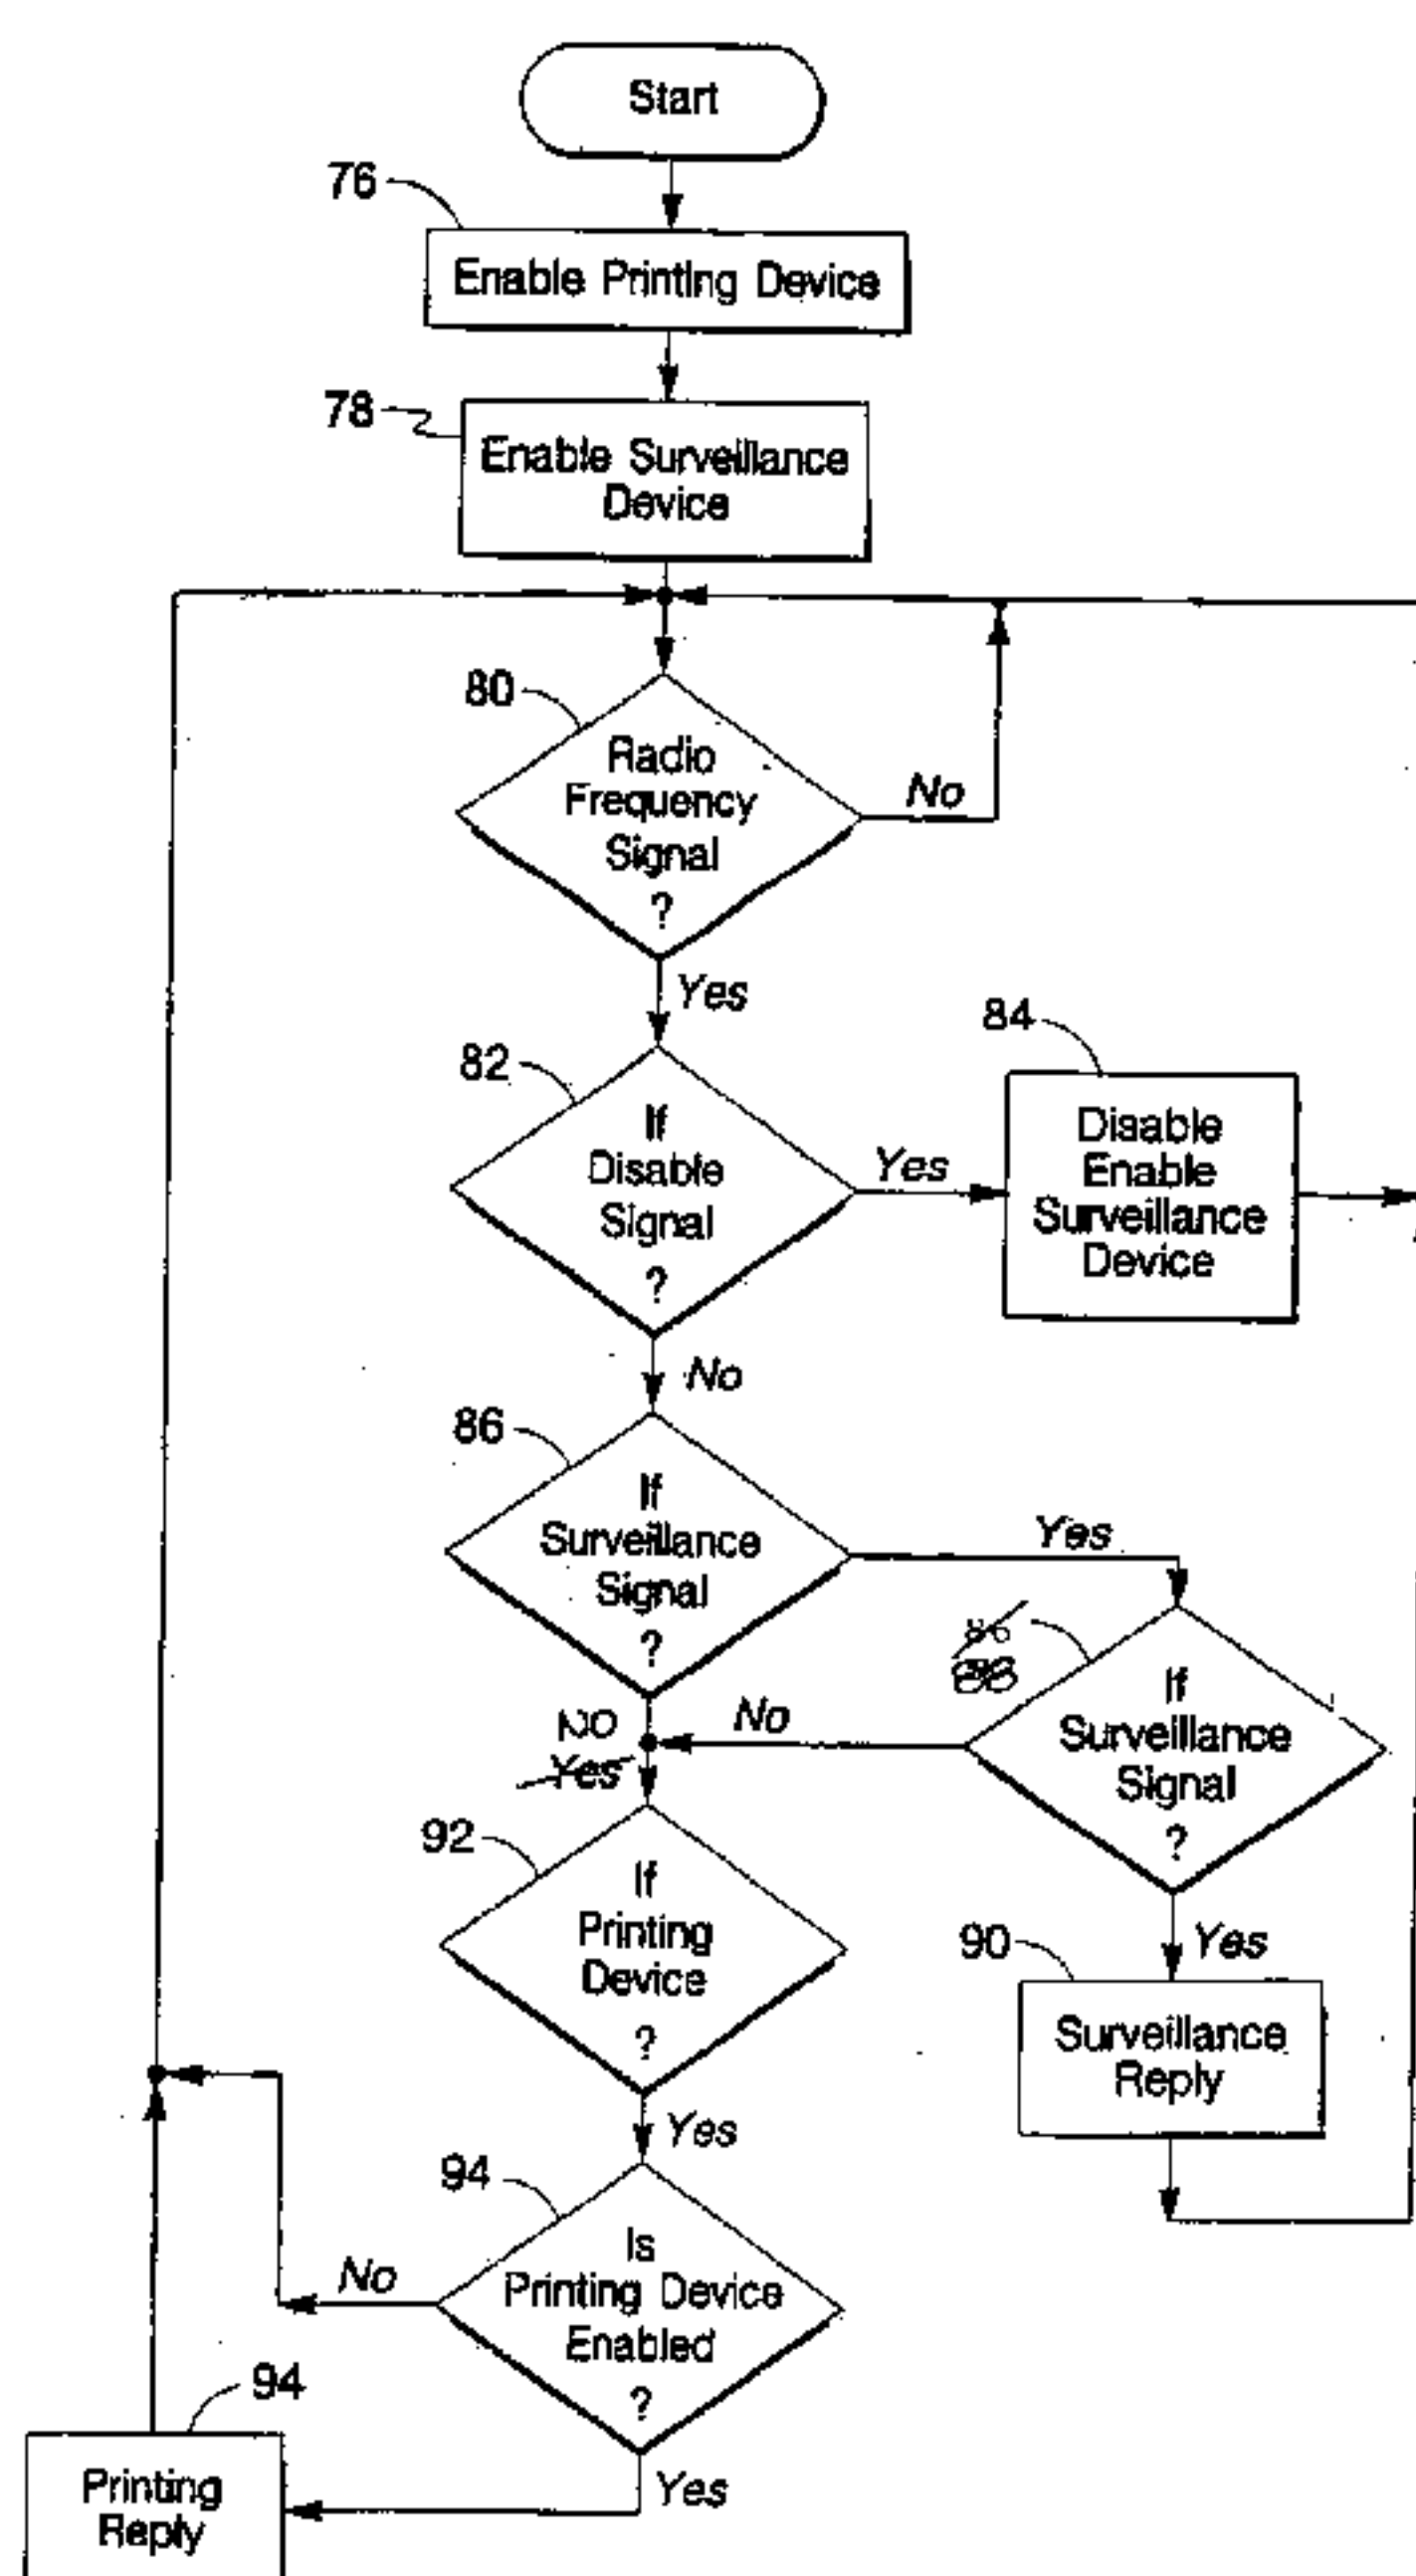 Start
76
Enable Printing Device
78
Enable Surveillance
Device
80
Radio
Frequency
Signal
?
No
Yes
82
If
Disable
Signal
?
Yes
84
Disable
Enable
Surveillance
Device
No
86
If
Surveillance
Signal
?
Yes
86
88
If
Surveillance
Signal
?
No
No
Yes
92
If
Printing
Device
?
Yes
90
Surveillance
Reply
Yes
94
Is
Printing Device
Enabled
?
No
94
Yes
Printing
Reply